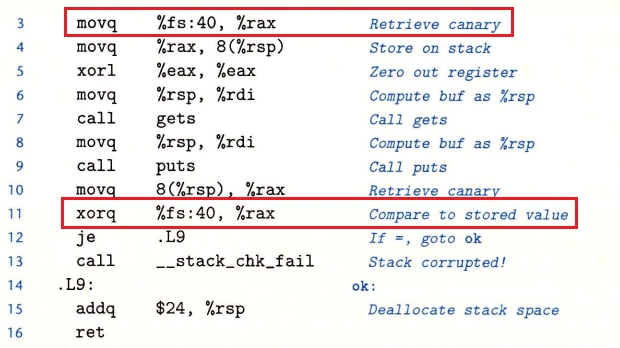 3 movq %fs:40, %rax Retrieve canary
4 movq %rax, 8(%rsp) Store on stack
5 xorl %eax, %eax Zero out register
6 movq %rsp, %rdi Compute buf as %rsp
7 call gets Call gets
8 movq %rsp, %rdi Compute buf as %rsp
9 call puts Call puts
10 movq 8(%rsp), %rax Retrieve canary
11 xorq %fs:40, %rax Compare to stored value
12 je .L9 If =, goto ok
13 call __stack_chk_fail Stack corrupted!
14 .L9: ok:
15 addq $24, %rsp Deallocate stack space
16 ret